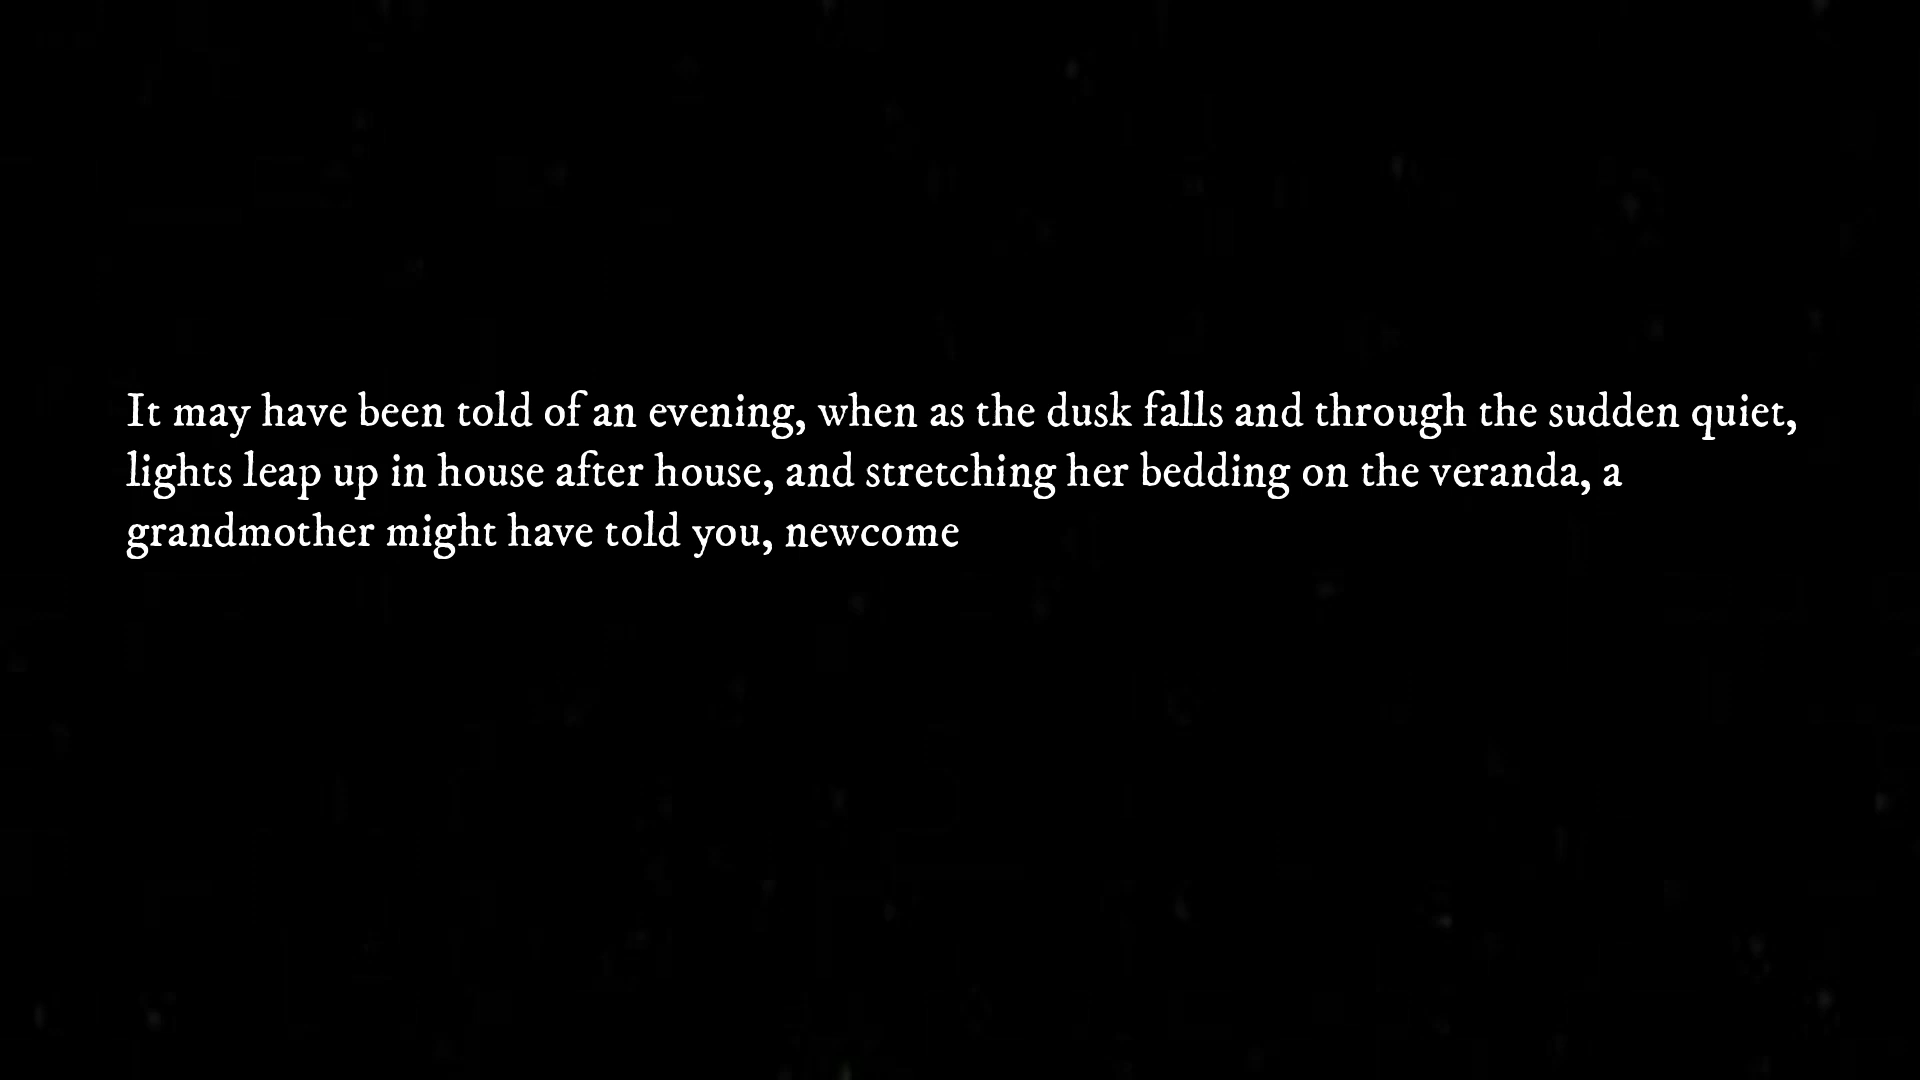 It may have been told of an evening, when as the dusk falls and through the sudden quiet,
lights leap up in house after house, and stretching her bedding on the veranda, a
grandmother might have told you, newcome